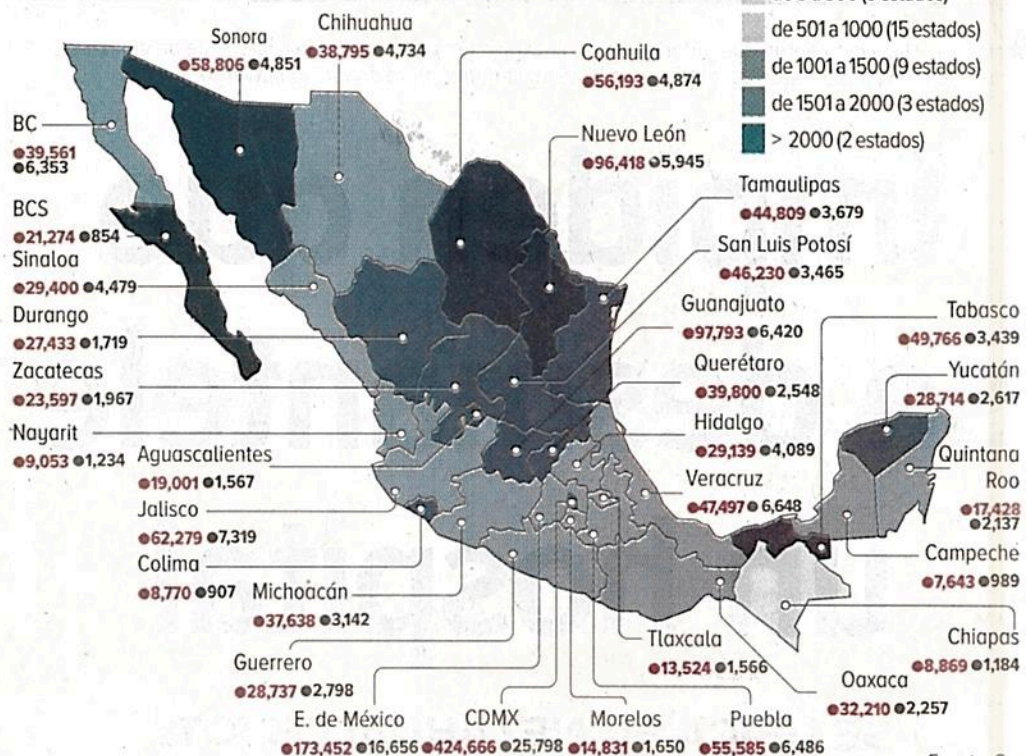 de 501 a 1000 (15 estados)
de 1001 a 1500 (9 estados)
de 1501 a 2000 (3 estados)
> 2000 (2 estados)
Chihuahua
38,795 4,734
Sonora
58,806 4,851
Coahuila
56,193 4,874
Nuevo León
96,418 5,945
BC
39,561
6,353
Tamaulipas
44,809 3,679
BCS
21,274 854
San Luis Potosí
46,230 3,465
Sinaloa
29,400 4,479
Guanajuato
97,793 6,420
Tabasco
49,766 3,439
Durango
27,433 1,719
Querétaro
39,800 2,548
Yucatán
28,714 2,617
Zacatecas
23,597 1,967
Hidalgo
29,139 4,089
Nayarit
9,053 1,234
Quintana
Roo
17,428
2,137
Aguascalientes
19,001 1,567
Veracruz
47,497 6,648
Jalisco
62,279 7,319
Campeche
7,643 989
Colima
8,770 907
Michoacán
37,638 3,142
Tlaxcala
13,524 1,566
Chiapas
8,869 1,184
Guerrero
28,737 2,798
Oaxaca
32,210 2,257
E. de México
173,452 16,656
CDMX
424,666 25,798
Morelos
14,831 1,650
Puebla
55,585 6,486